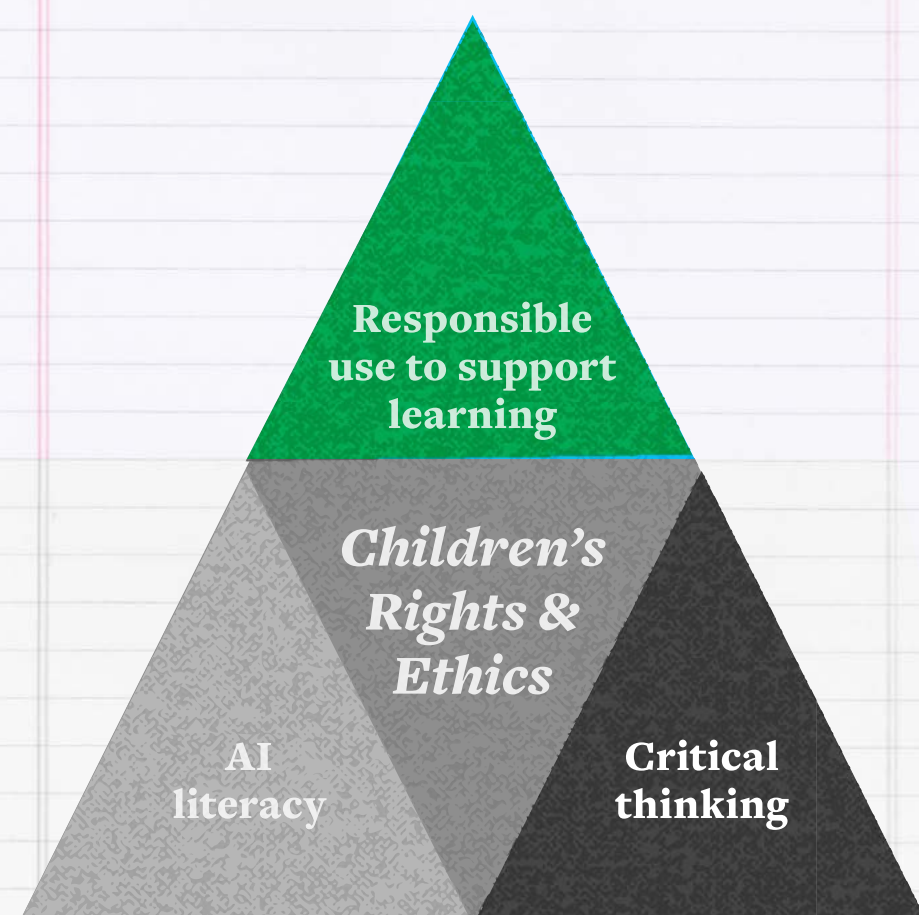 Responsible
use to support
learning
Children’s
Rights &
Ethics
AI
literacy
Critical
thinking